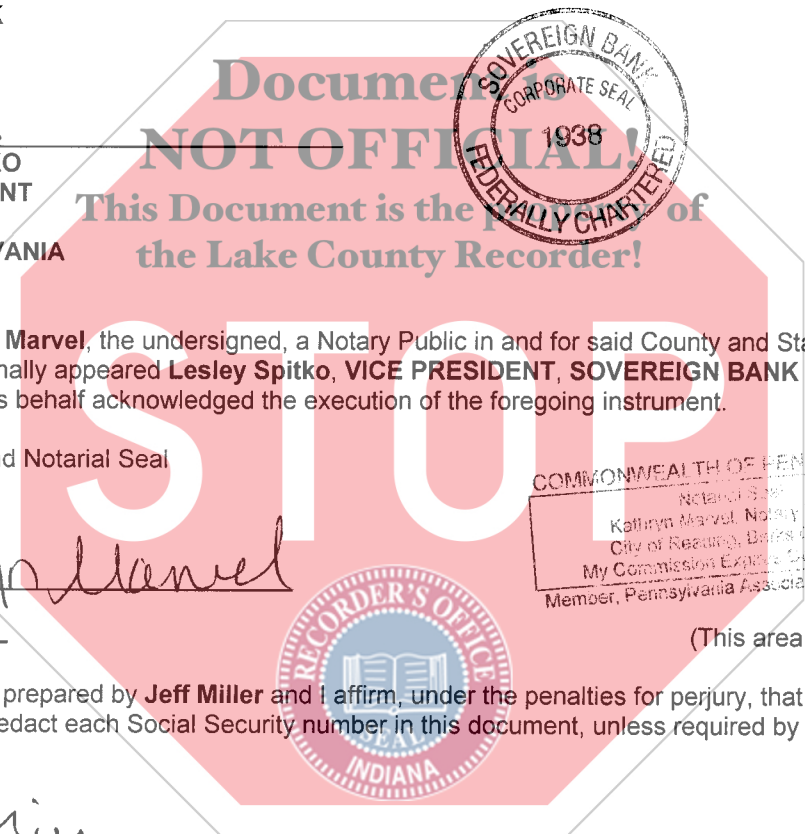 K
SOVEREIGN BANK
CORPORATE SEAL
1938
FEDERALLY CHARTERED
Document is
NOT OFFICIAL!
This Document is the property of
the Lake County Recorder!
KO
NT
VANIA
STOP
Marvel, the undersigned, a Notary Public in and for said County and Sta
nally appeared Lesley Spitko, VICE PRESIDENT, SOVEREIGN BANK
s behalf acknowledged the execution of the foregoing instrument.
d Notarial Seal
COMMONWEALTH OF PEN
Notarial Seal
Kathryn Marvel, Notary
City of Reading, Berks
My Commission Expires
Member, Pennsylvania Associa
Marvel
(This area
prepared by Jeff Miller and I affirm, under the penalties for perjury, that
edact each Social Security number in this document, unless required by
RECORDER'S OFFICE
SEAL
INDIANA